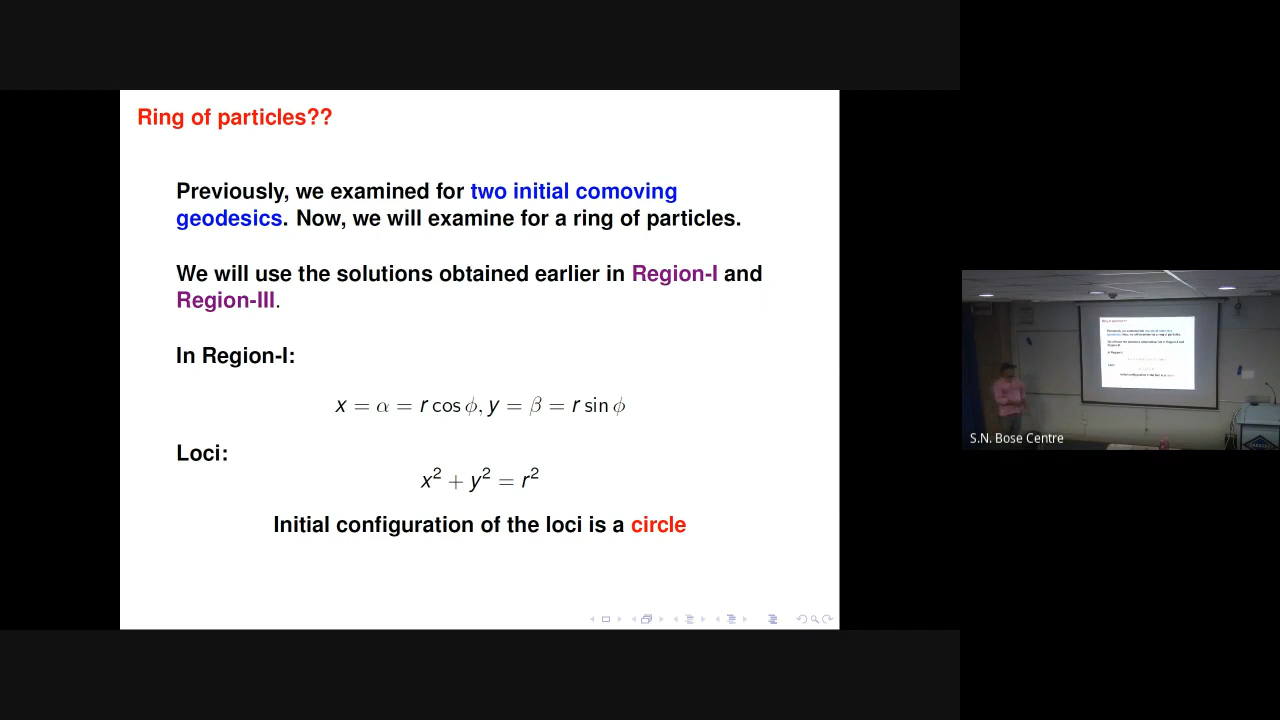 Ring of particles??
Previously, we examined for two initial comoving
geodesics. Now, we will examine for a ring of particles.
We will use the solutions obtained earlier in Region-I and
Region-III.
In Region-I:
x = α = r cos ϕ, y = β = r sin ϕ
Loci:
x² + y² = r²
Initial configuration of the loci is a circle
S.N. Bose Centre